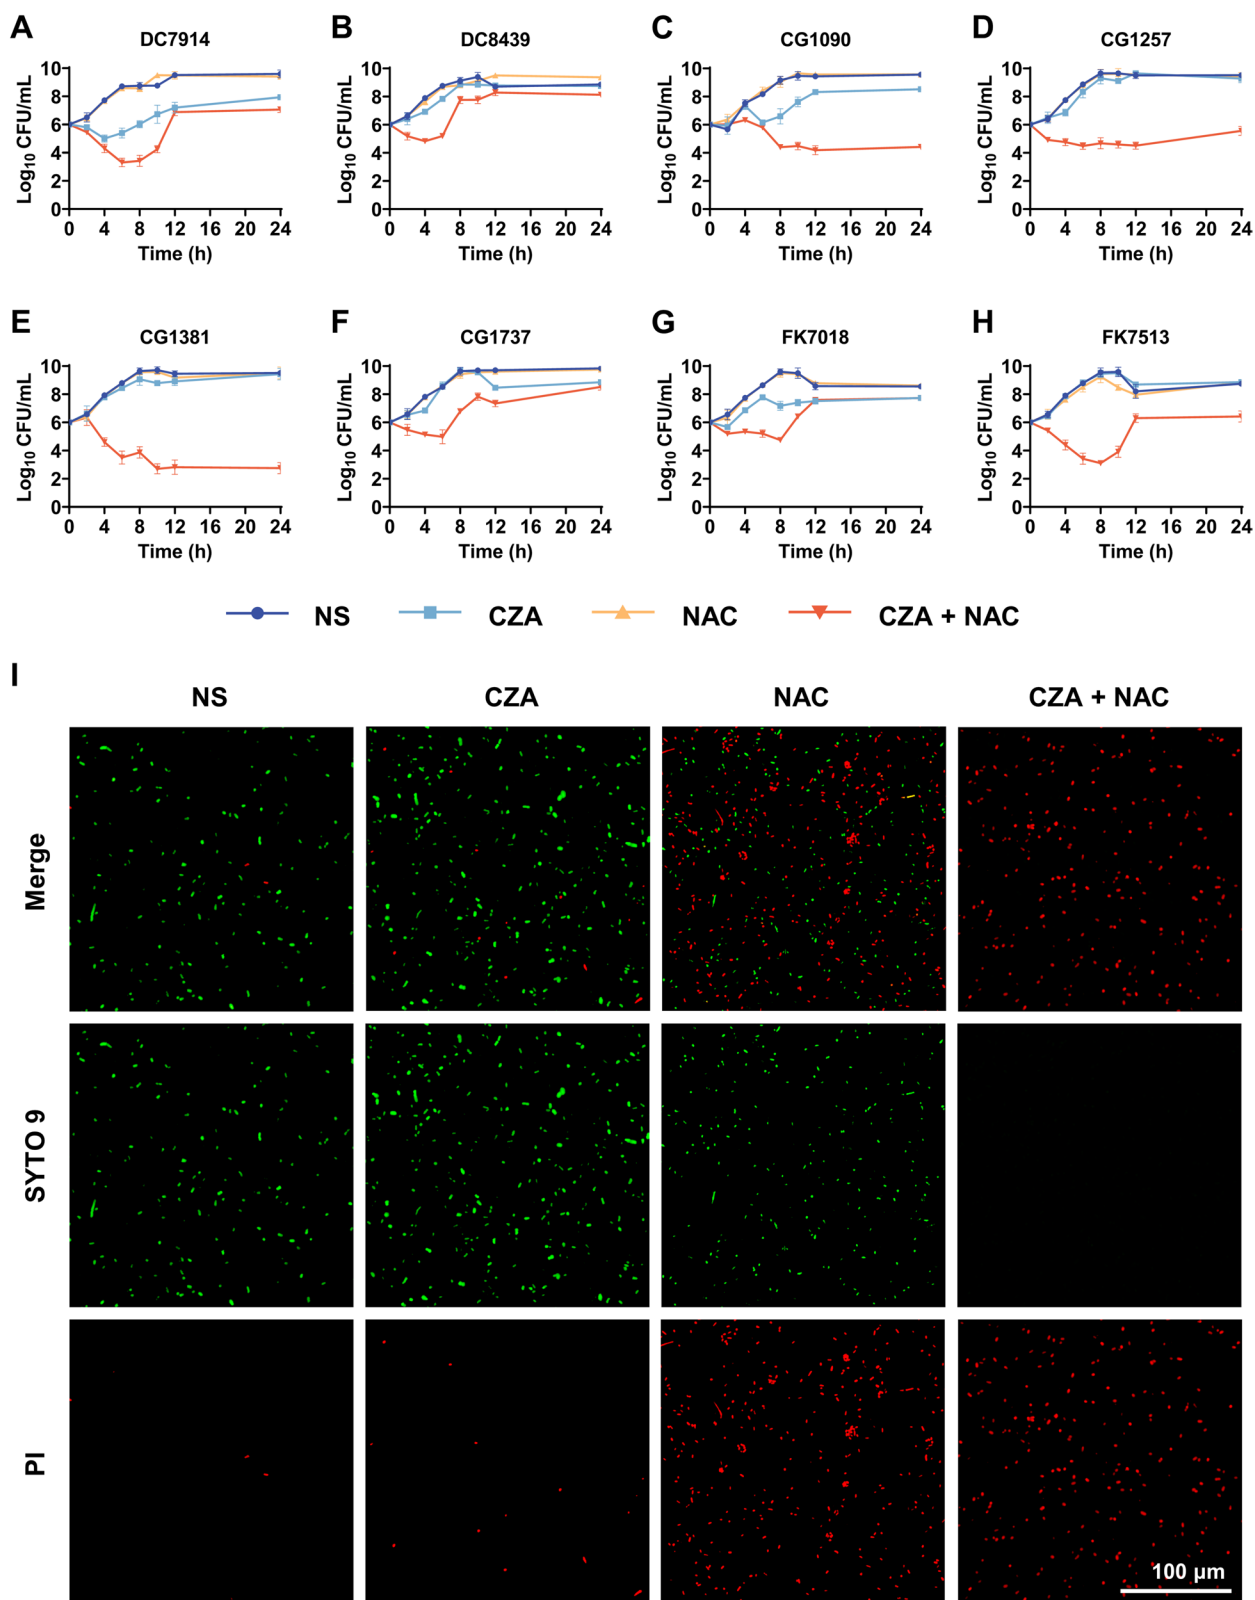 A
DC7914
B
DC8439
C
CG1090
D
CG1257
Log10 CFU/mL
10
8
6
4
2
0
0 4 8 12 16 20 24
Time (h)
Log10 CFU/mL
10
8
6
4
2
0
0 4 8 12 16 20 24
Time (h)
Log10 CFU/mL
10
8
6
4
2
0
0 4 8 12 16 20 24
Time (h)
Log10 CFU/mL
10
8
6
4
2
0
0 4 8 12 16 20 24
Time (h)
E
CG1381
F
CG1737
G
FK7018
H
FK7513
Log10 CFU/mL
10
8
6
4
2
0
0 4 8 12 16 20 24
Time (h)
Log10 CFU/mL
10
8
6
4
2
0
0 4 8 12 16 20 24
Time (h)
Log10 CFU/mL
10
8
6
4
2
0
0 4 8 12 16 20 24
Time (h)
Log10 CFU/mL
10
8
6
4
2
0
0 4 8 12 16 20 24
Time (h)
NS CZA NAC CZA + NAC
I
NS CZA NAC CZA + NAC
Merge
SYTO 9
PI
100 μm